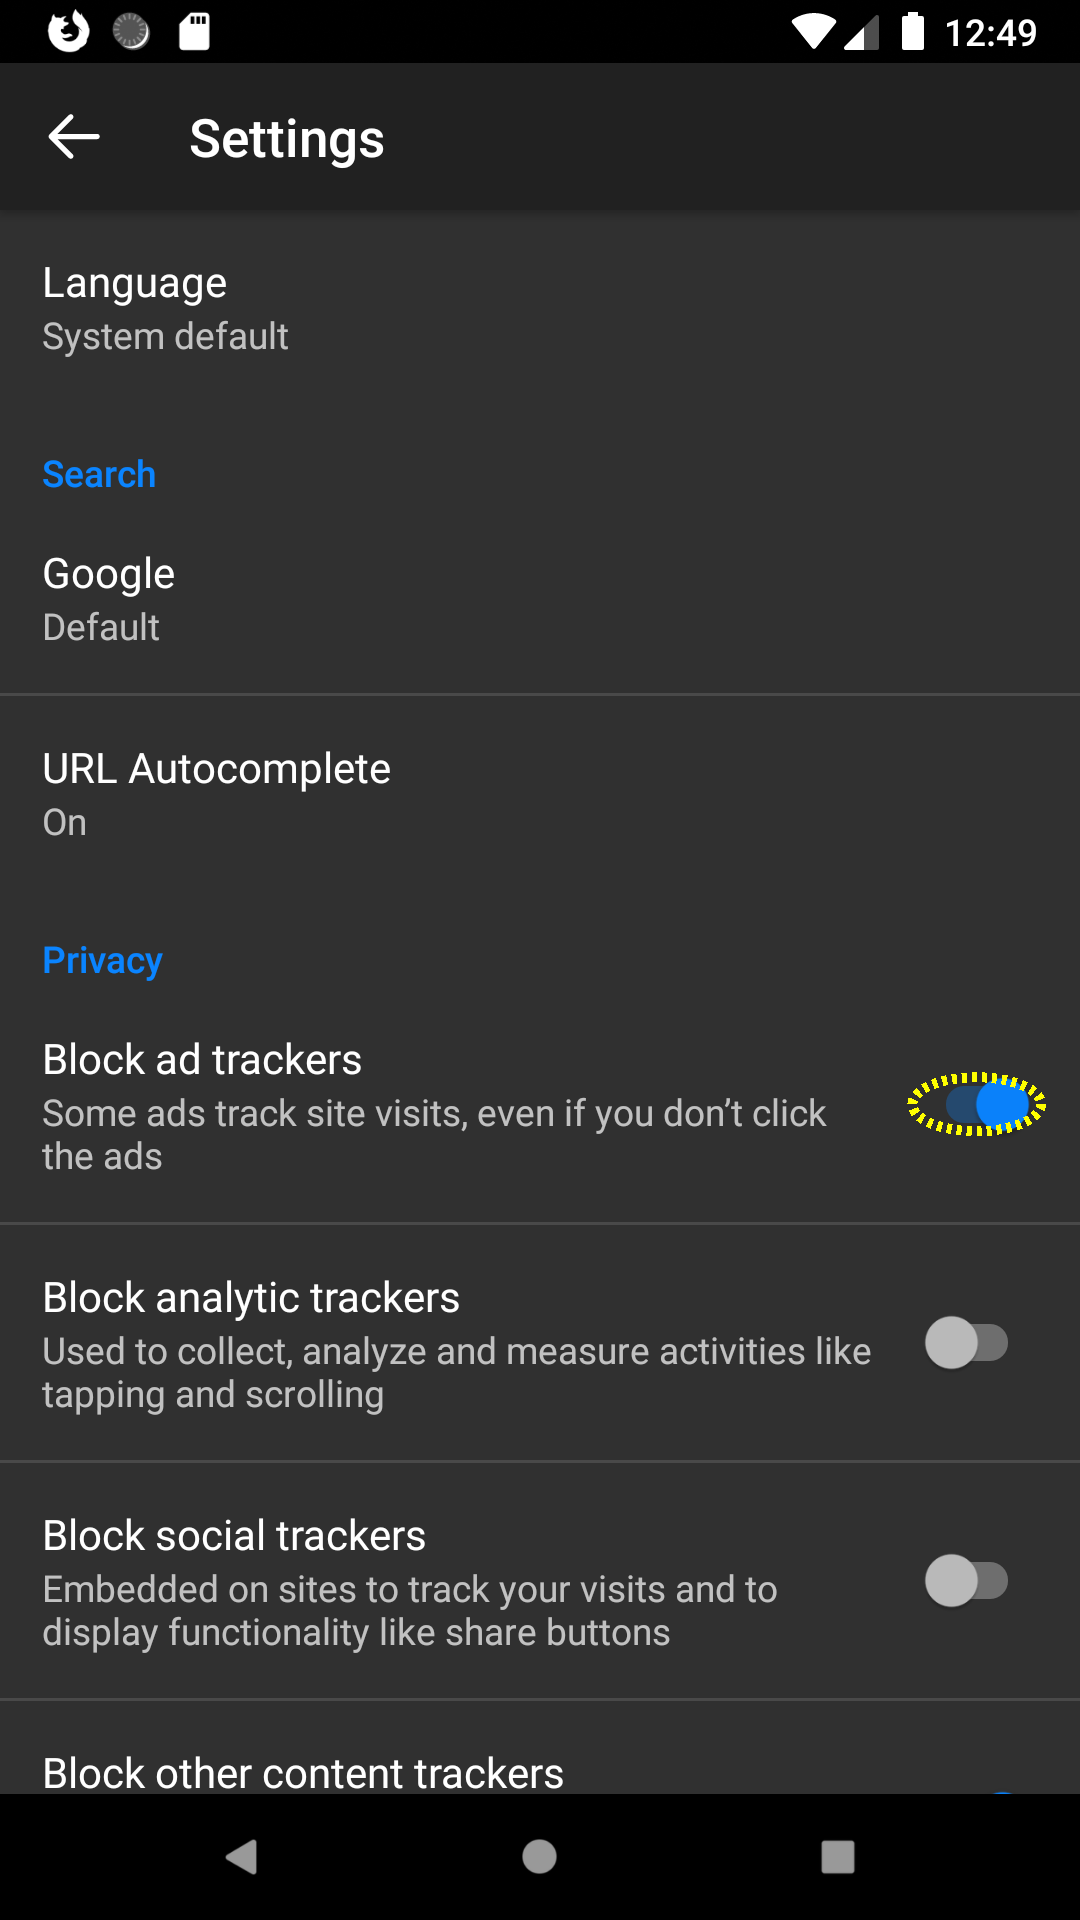 12:49
Settings
Language
System default
Search
Google
Default
URL Autocomplete
On
Privacy
Block ad trackers
Some ads track site visits, even if you don’t click
the ads
Block analytic trackers
Used to collect, analyze and measure activities like
tapping and scrolling
Block social trackers
Embedded on sites to track your visits and to
display functionality like share buttons
Block other content trackers